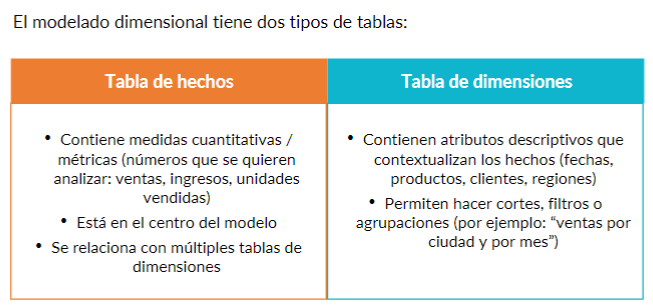 El modelado dimensional tiene dos tipos de tablas:
Tabla de hechos
• Contiene medidas cuantitativas /
métricas (números que se quieren
analizar: ventas, ingresos, unidades
vendidas)
• Está en el centro del modelo
• Se relaciona con múltiples tablas de
dimensiones
Tabla de dimensiones
• Contienen atributos descriptivos que
contextualizan los hechos (fechas,
productos, clientes, regiones)
• Permiten hacer cortes, filtros o
agrupaciones (por ejemplo: “ventas por
ciudad y por mes”)